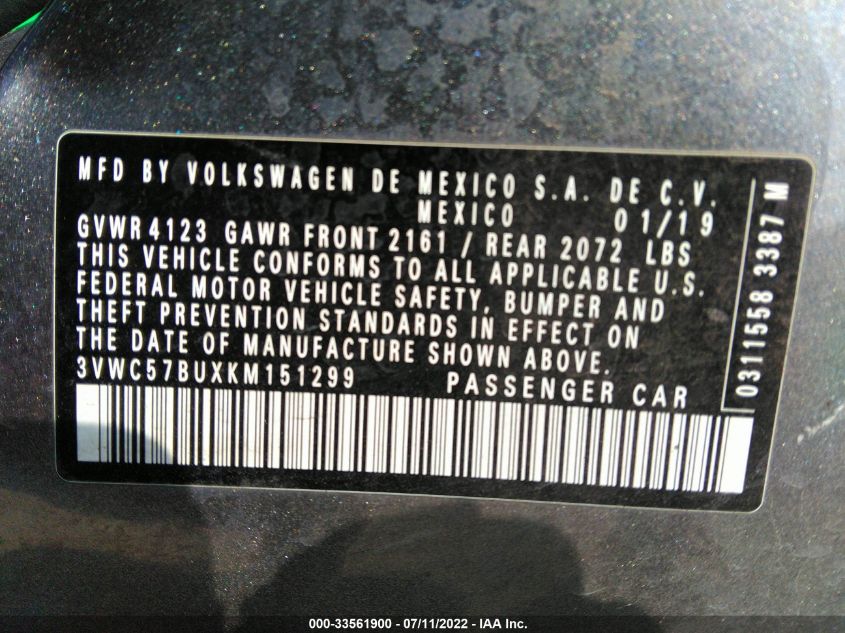 MFD BY VOLKSWAGEN DE MEXICO S.A. DE C.V.
MEXICO 01/19
GVWR 4123 GAWR FRONT 2161 / REAR 2072 LBS
THIS VEHICLE CONFORMS TO ALL APPLICABLE U.S.
FEDERAL MOTOR VEHICLE SAFETY, BUMPER AND
THEFT PREVENTION STANDARDS IN EFFECT ON
THE DATE OF MANUFACTURE SHOWN ABOVE.
3VWC57BUXKM151299 PASSENGER CAR
0311558 3387 M
000-33561900 - 07/11/2022 - IAA Inc.